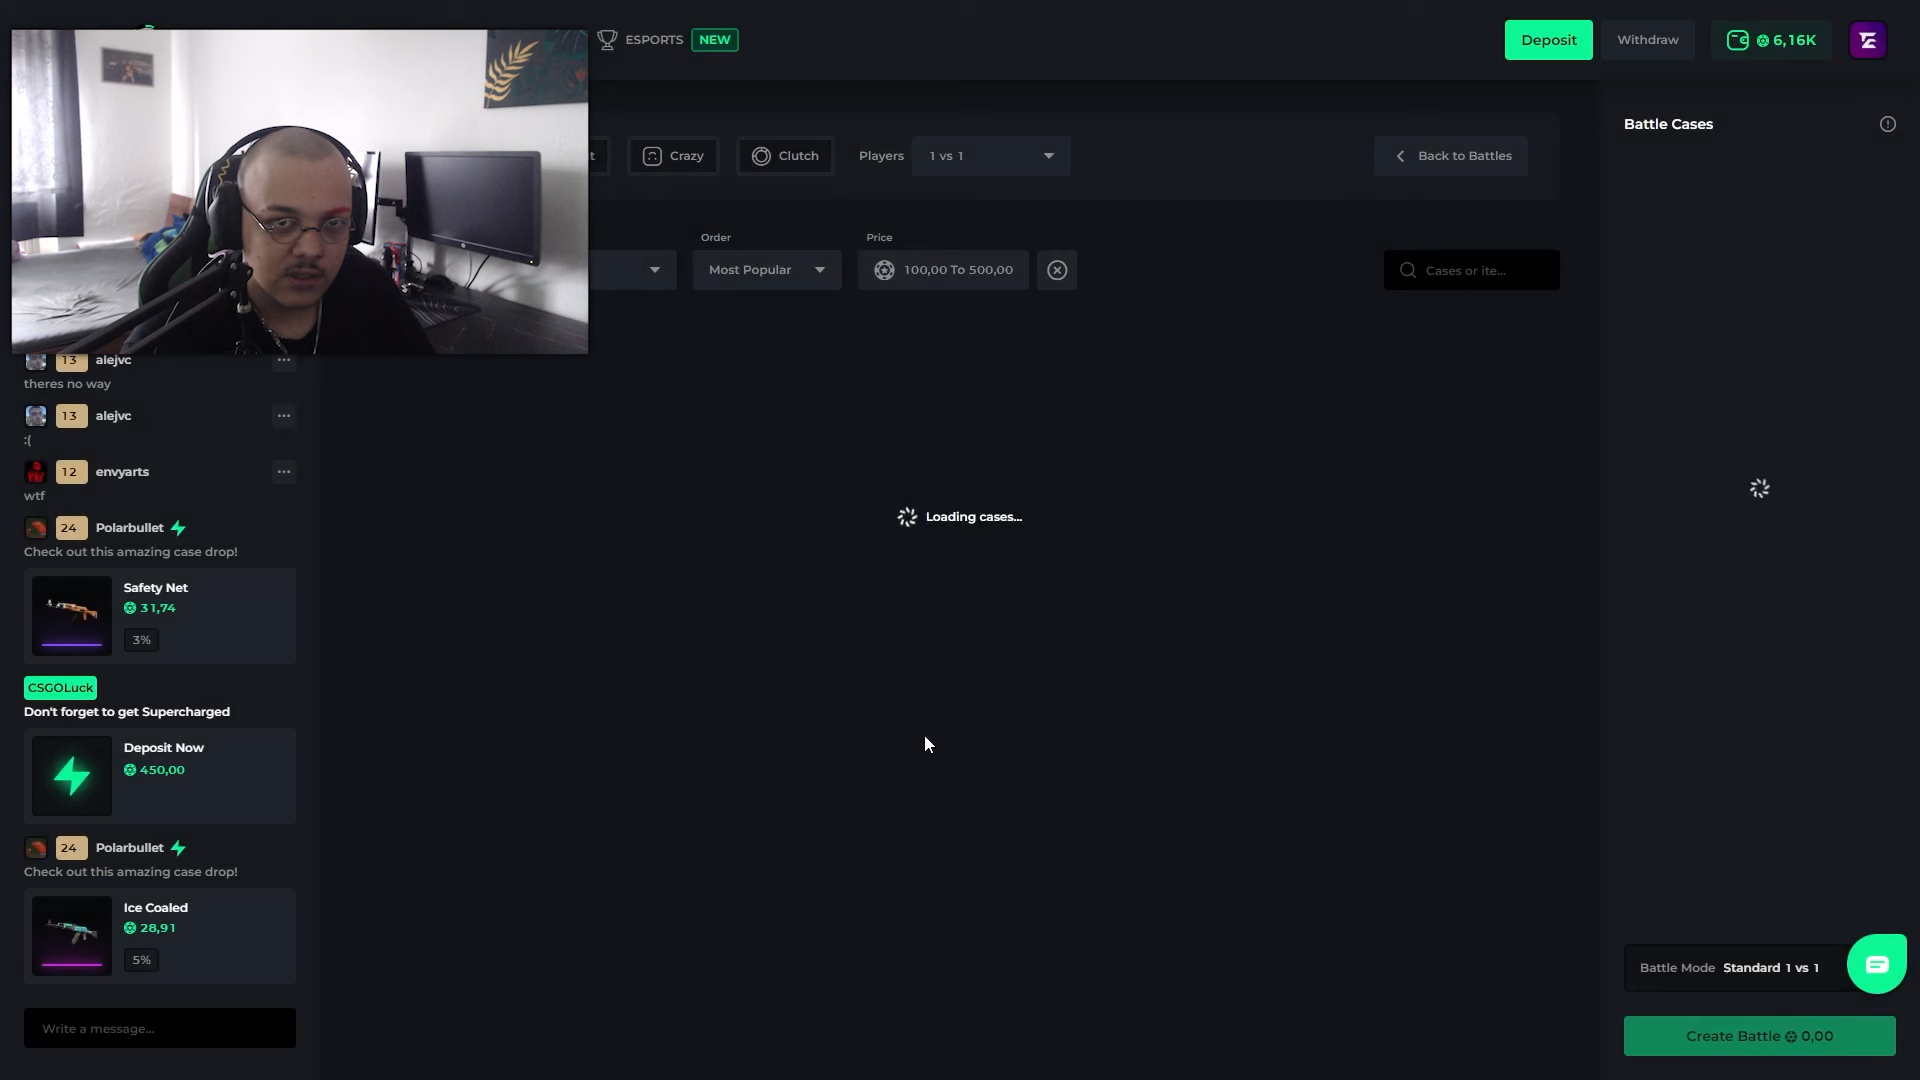 ESPORTS NEW
Deposit
Withdraw
6,16K
t
Crazy
Clutch
Players
1 vs 1
Back to Battles
Order
Most Popular
Price
100,00 To 500,00
Cases or ite...
Battle Cases
13 alejvc
theres no way
13 alejvc
:(
12 envyarts
wtf
24 Polarbullet
Check out this amazing case drop!
Safety Net
31,74
3%
CSGOLuck
Don't forget to get Supercharged
Deposit Now
450,00
24 Polarbullet
Check out this amazing case drop!
Ice Coaled
28,91
5%
Write a message...
Loading cases...
Battle Mode Standard 1 vs 1
Create Battle 0,00